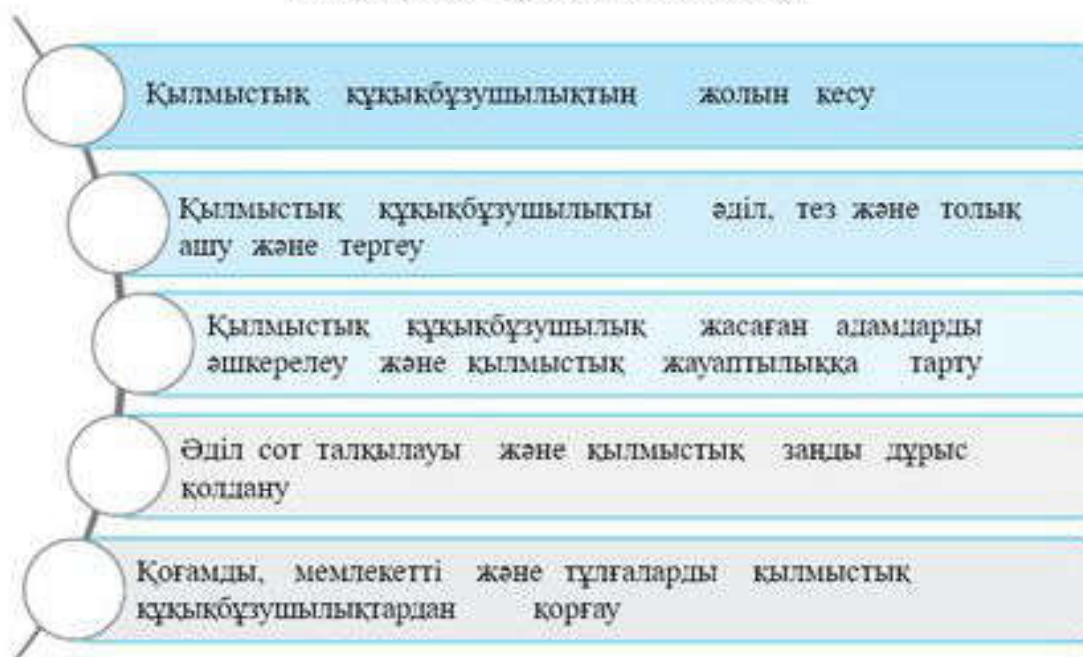 Қылмыстық құқықбұзушылықтың жолын кесу
Қылмыстық құқықбұзушылықты әділ, тез және толық
ашу және тергеу
Қылмыстық құқықбұзушылық жасаған адамдарды
әшкерелеу және қылмыстық жауаптылыққа тарту
Әділ сот талқылауы және қылмыстық заңды дұрыс
қолдану
Қоғамды, мемлекетті және тұлғаларды қылмыстық
құқықбұзушылықтардан қорғау